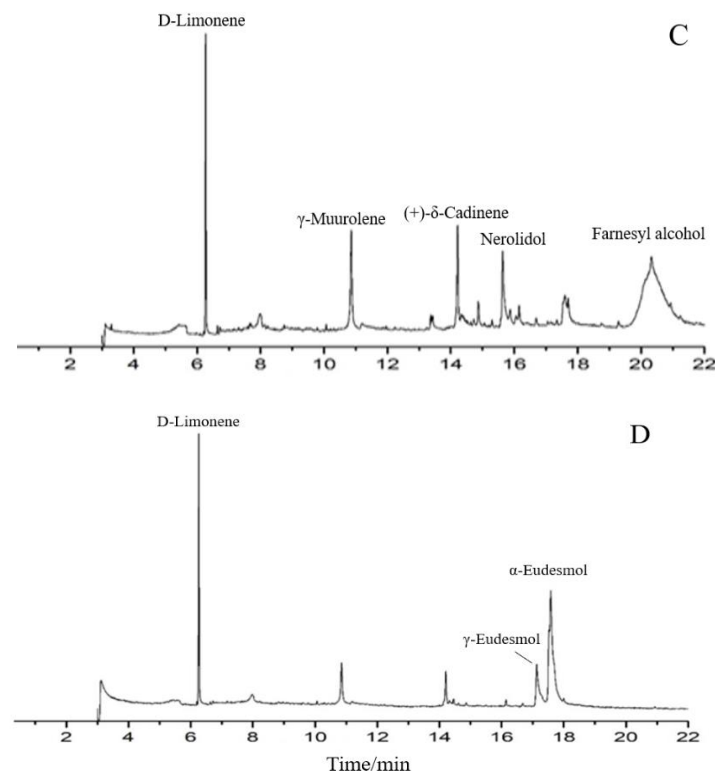 D-Limonene
C
γ-Muurolene
(+)-δ-Cadinene
Nerolidol
Farnesyl alcohol
2 4 6 8 10 12 14 16 18 20 22
D-Limonene
D
α-Eudesmol
γ-Eudesmol
2 4 6 8 10 12 14 16 18 20 22
Time/min